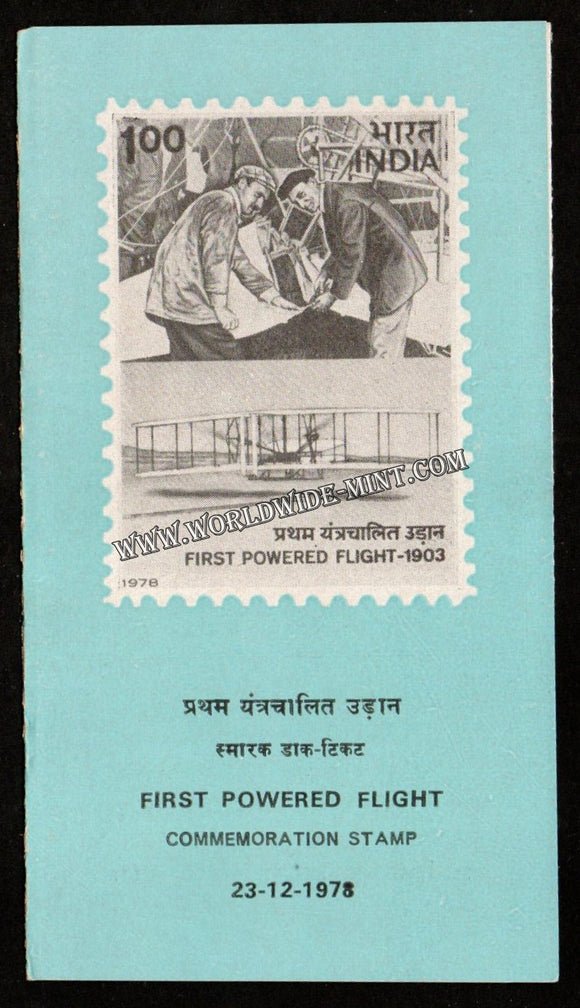 1.00 भारत
INDIA
WWW.WORLDWIDE-MINT.COM
प्रथम यंत्रचालित उड़ान
FIRST POWERED FLIGHT-1903
1978
प्रथम यंत्रचालित उड़ान
स्मारक डाक-टिकट
FIRST POWERED FLIGHT
COMMEMORATION STAMP
23-12-1978